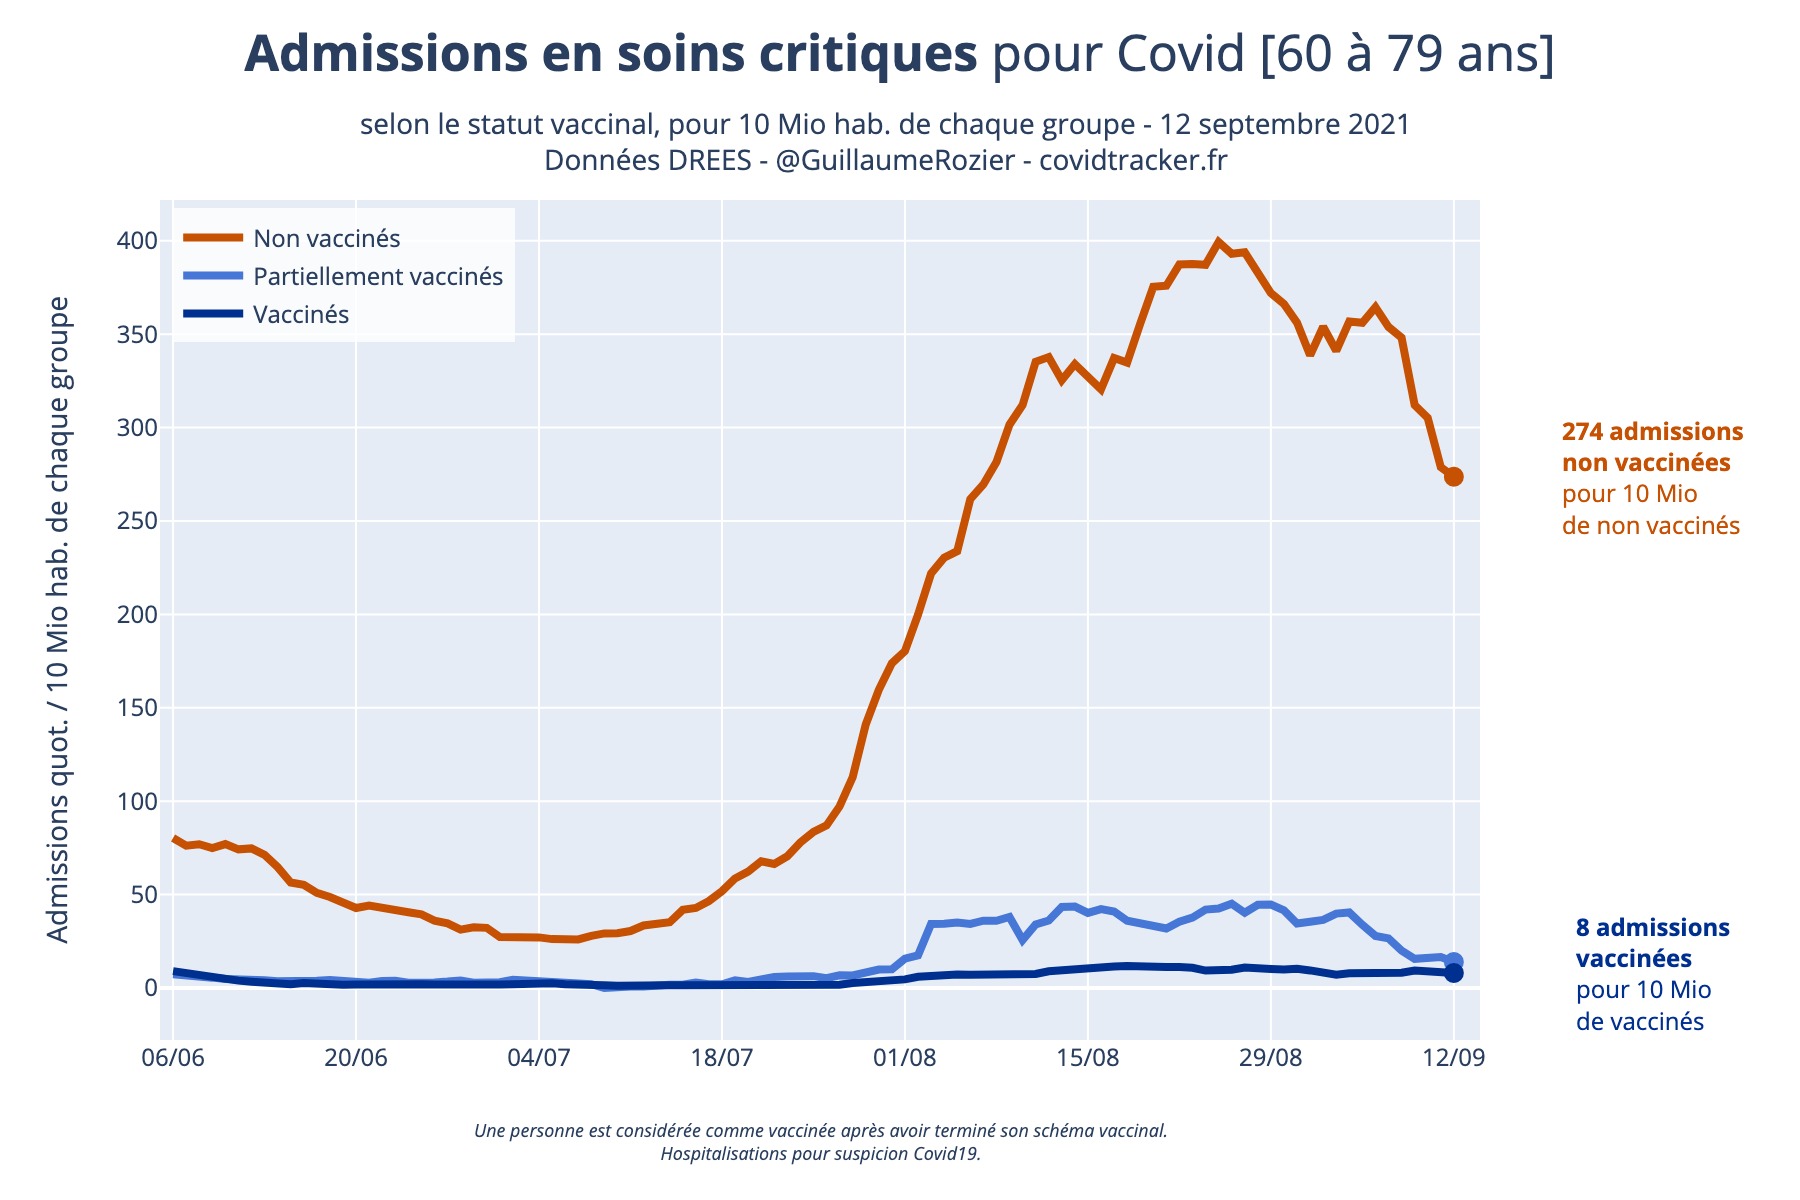 Admissions en soins critiques pour Covid [60 à 79 ans]
selon le statut vaccinal, pour 10 Mio hab. de chaque groupe - 12 septembre 2021
Données DREES - @GuillaumeRozier - covidtracker.fr
Non vaccinés
Partiellement vaccinés
Vaccinés
Admissions quot. / 10 Mio hab. de chaque groupe
400
350
300
250
200
150
100
50
0
274 admissions
non vaccinées
pour 10 Mio
de non vaccinés
8 admissions
vaccinées
pour 10 Mio
de vaccinés
06/06 20/06 04/07 18/07 01/08 15/08 29/08 12/09
Une personne est considérée comme vaccinée après avoir terminé son schéma vaccinal.
Hospitalisations pour suspicion Covid19.